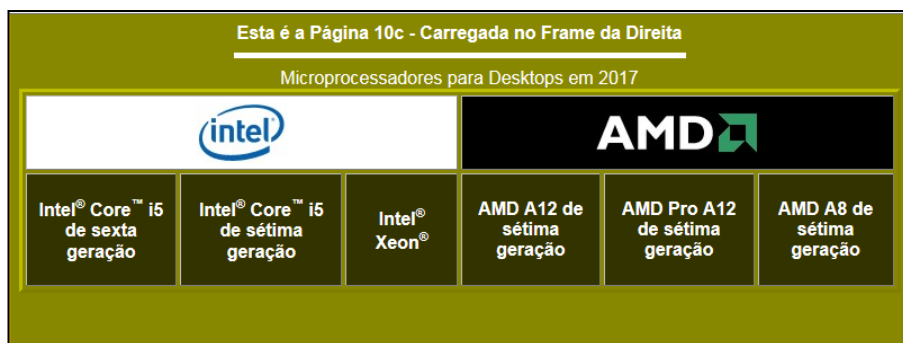 Esta é a Página 10c - Carregada no Frame da Direita
Microprocessadores para Desktops em 2017
intel
AMD
Intel® Core™ i5
de sexta
geração
Intel® Core™ i5
de sétima
geração
Intel®
Xeon®
AMD A12 de
sétima
geração
AMD Pro A12
de sétima
geração
AMD A8 de
sétima
geração